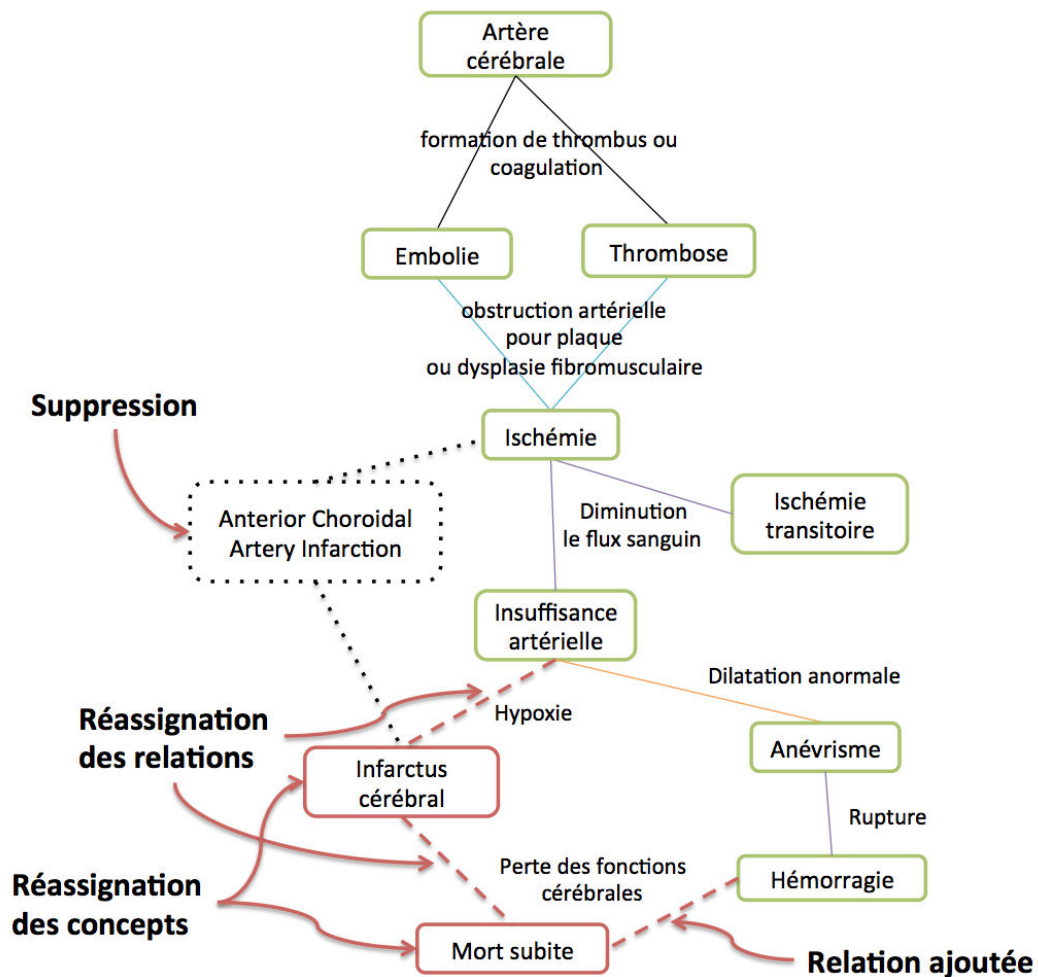 Artère
cérébrale
formation de thrombus ou
coagulation
Embolie
Thrombose
obstruction artérielle
pour plaque
ou dysplasie fibromusculaire
Suppression
Ischémie
Anterior Choroidal
Artery Infarction
Diminution
le flux sanguin
Ischémie
transitoire
Insuffisance
artérielle
Dilatation anormale
Hypoxie
Réassignation
des relations
Anévrisme
Infarctus
cérébral
Rupture
Perte des fonctions
cérébrales
Hémorragie
Réassignation
des concepts
Mort subite
Relation ajoutée